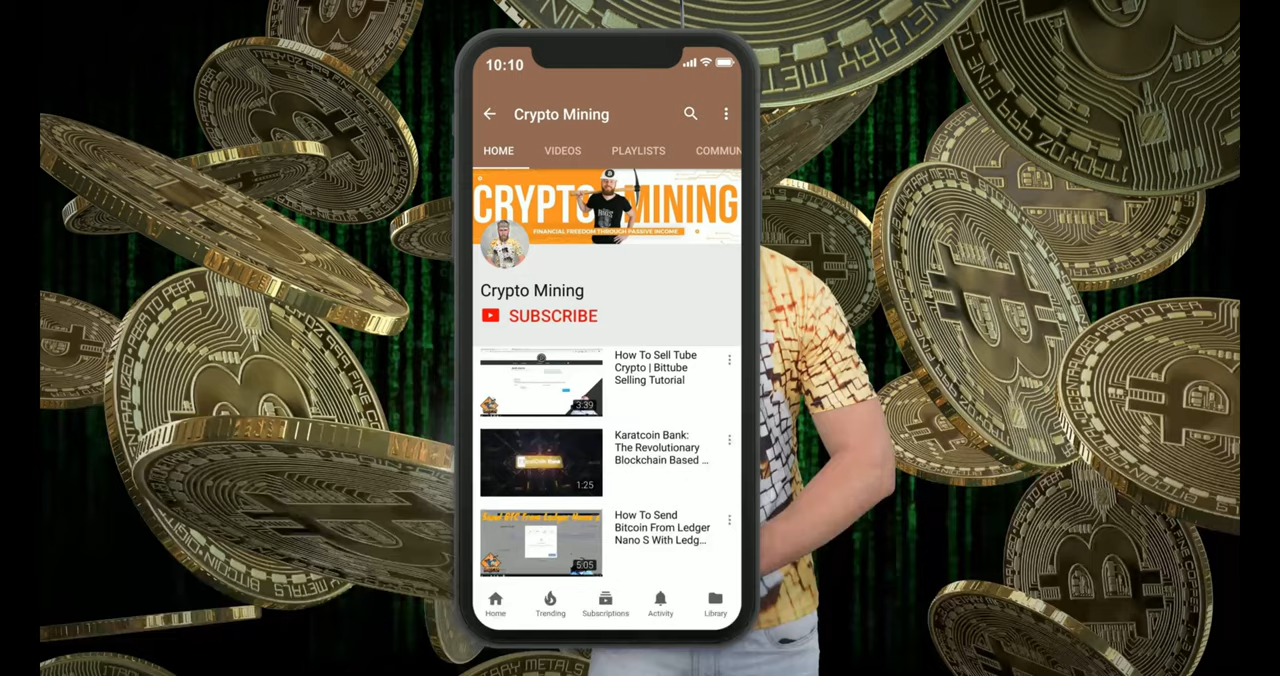 10:10
Crypto Mining
HOME VIDEOS PLAYLISTS COMMUN
CRYPTO MINING
FINANCIAL FREEDOM THROUGH PASSIVE INCOME
Crypto Mining
SUBSCRIBE
How To Sell Tube
Crypto | Bittube
Selling Tutorial
3:39
Karatcoin Bank:
The Revolutionary
Blockchain Based ...
1:25
How To Send
Bitcoin From Ledger
Nano S With Ledg...
5:05
Home Trending Subscriptions Activity Library